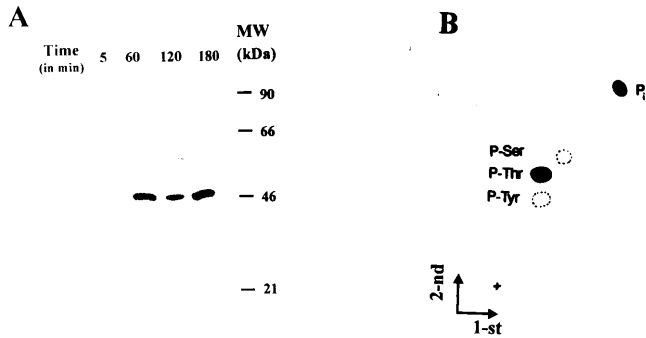 A
Time
(in min)
5 60 120 180
MW
(kDa)
90
66
46
21
B
Pi
P-Ser
P-Thr
P-Tyr
+
2-nd
1-st